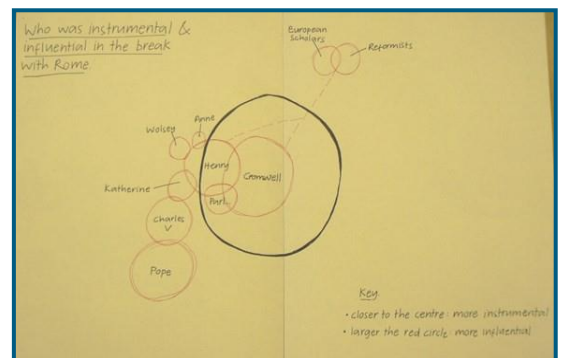 Who was instrumental &
influential in the break
with Rome.
European
Scholars
Reformists
Anne
Wolsey
Henry
Cromwell
Katherine
Parl.
Charles
V
Pope
Key
• closer to the centre: more instrumental
• larger the red circle: more influential